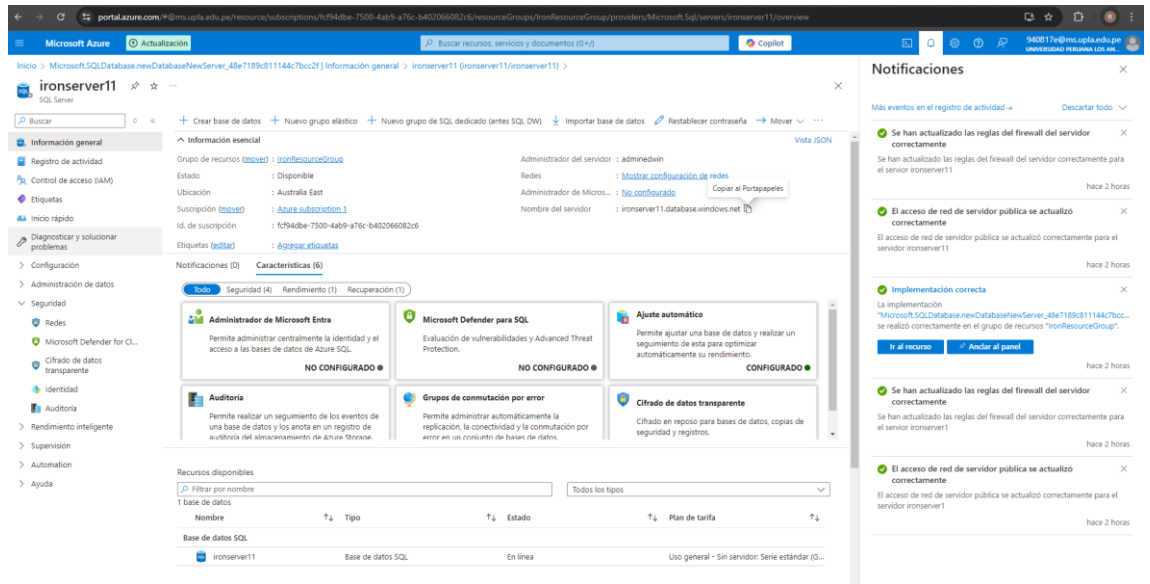 portal.azure.com/#@ms.upla.edu.pe/resource/subscriptions/fcf94dbe-7500-4ab9-a76c-b402066082c6/resourceGroups/IronResourceGroup/providers/Microsoft.Sql/servers/ironserver11/overview
Microsoft Azure
Actualización
Buscar recursos, servicios y documentos (G+/)
Copilot
940817e@ms.upla.edu.pe
UNIVERSIDAD PERUANA LOS AN...
Inicio > Microsoft.SQLDatabase.newDatabaseNewServer_48e7189c811144c7bcc2f | Información general > ironserver11 (ironserver11/ironserver11) >
ironserver11
SQL Server
Buscar
Información general
Registro de actividad
Control de acceso (IAM)
Etiquetas
Inicio rápido
Diagnosticar y solucionar
problemas
Configuración
Administración de datos
Seguridad
Redes
Microsoft Defender for Cl...
Cifrado de datos
transparente
Identidad
Auditoría
Rendimiento inteligente
Supervisión
Automation
Ayuda
Crear base de datos
Nuevo grupo elástico
Nuevo grupo de SQL dedicado (antes SQL DW)
Importar base de datos
Restablecer contraseña
Mover
Información esencial
Vista JSON
Grupo de recursos (mover) : IronResourceGroup
Estado : Disponible
Ubicación : Australia East
Suscripción (mover) : Azure subscription 1
Id. de suscripción : fcf94dbe-7500-4ab9-a76c-b402066082c6
Etiquetas (editar) : Agregar etiquetas
Administrador del servidor : adminedwin
Redes : Mostrar configuración de redes
Administrador de Micros... : No configurado
Copiar al Portapapeles
Nombre del servidor : ironserver11.database.windows.net
Notificaciones (0)
Características (6)
Todo
Seguridad (4)
Rendimiento (1)
Recuperación (1)
Administrador de Microsoft Entra
Permite administrar centralmente la identidad y el
acceso a las bases de datos de Azure SQL.
NO CONFIGURADO
Microsoft Defender para SQL
Evaluación de vulnerabilidades y Advanced Threat
Protection.
NO CONFIGURADO
Ajuste automático
Permite ajustar una base de datos y realizar un
seguimiento de esta para optimizar
automáticamente su rendimiento.
CONFIGURADO
Auditoría
Permite realizar un seguimiento de los eventos de
una base de datos y los anota en un registro de
auditoría del almacenamiento de Azure Storage.
Grupos de conmutación por error
Permite administrar automáticamente la
replicación, la conectividad y la conmutación por
error en un conjunto de bases de datos.
Cifrado de datos transparente
Cifrado en reposo para bases de datos, copias de
seguridad y registros.
Recursos disponibles
Filtrar por nombre
Todos los tipos
1 base de datos
Nombre
Tipo
Estado
Plan de tarifa
Base de datos SQL
ironserver11
Base de datos SQL
En línea
Uso general - Sin servidor: Serie estándar (G...
Notificaciones
Más eventos en el registro de actividad→
Descartar todo
Se han actualizado las reglas del firewall del servidor
correctamente
Se han actualizado las reglas del firewall del servidor correctamente para
el servior ironserver11
hace 2 horas
El acceso de red de servidor pública se actualizó
correctamente
El acceso de red de servidor pública se actualizó correctamente para el
servidor ironserver11
hace 2 horas
Implementación correcta
La implementación
"Microsoft.SQLDatabase.newDatabaseNewServer_48e7189c811144c7bcc...
se realizó correctamente en el grupo de recursos "IronResourceGroup".
Ir al recurso
Anclar al panel
hace 2 horas
Se han actualizado las reglas del firewall del servidor
correctamente
Se han actualizado las reglas del firewall del servidor correctamente para
el servior ironserver1
hace 2 horas
El acceso de red de servidor pública se actualizó
correctamente
El acceso de red de servidor pública se actualizó correctamente para el
servidor ironserver1
hace 2 horas